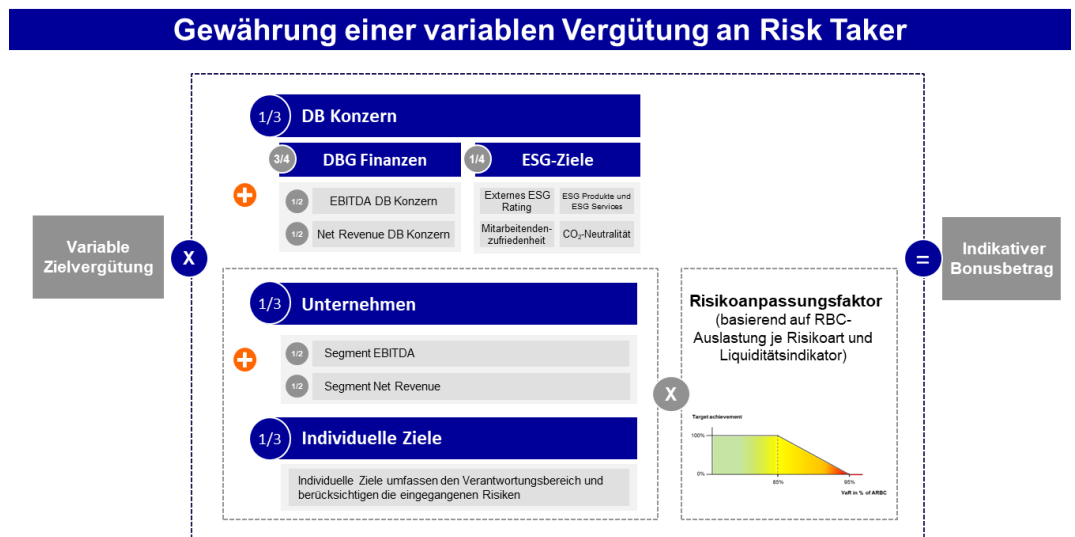 Gewährung einer variablen Vergütung an Risk Taker
1/3 DB Konzern
3/4 DBG Finanzen
1/4 ESG-Ziele
1/2 EBITDA DB Konzern
1/2 Net Revenue DB Konzern
Externes ESG
Rating
ESG Produkte und
ESG Services
Mitarbeitenden-
zufriedenheit
CO₂-Neutralität
+
Variable
Zielvergütung
X
=
Indikativer
Bonusbetrag
1/3 Unternehmen
+
1/2 Segment EBITDA
1/2 Segment Net Revenue
1/3 Individuelle Ziele
Individuelle Ziele umfassen den Verantwortungsbereich und
berücksichtigen die eingegangenen Risiken
X
Risikoanpassungsfaktor
(basierend auf RBC-
Auslastung je Risikoart und
Liquiditätsindikator)
Target achievement
100%
0%
85%
95%
VaR in % of ARBC